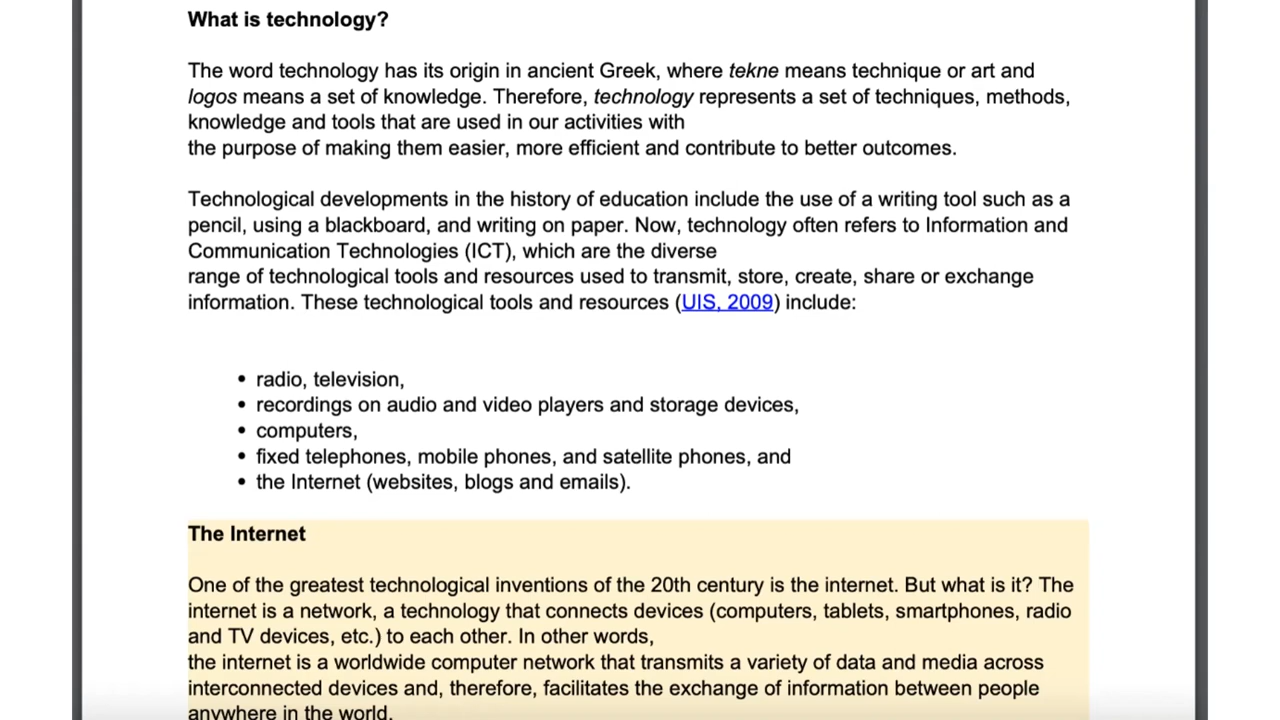 What is technology?
The word technology has its origin in ancient Greek, where tekne means technique or art and
logos means a set of knowledge. Therefore, technology represents a set of techniques, methods,
knowledge and tools that are used in our activities with
the purpose of making them easier, more efficient and contribute to better outcomes.
Technological developments in the history of education include the use of a writing tool such as a
pencil, using a blackboard, and writing on paper. Now, technology often refers to Information and
Communication Technologies (ICT), which are the diverse
range of technological tools and resources used to transmit, store, create, share or exchange
information. These technological tools and resources (UIS, 2009) include:
• radio, television,
• recordings on audio and video players and storage devices,
• computers,
• fixed telephones, mobile phones, and satellite phones, and
• the Internet (websites, blogs and emails).
The Internet
One of the greatest technological inventions of the 20th century is the internet. But what is it? The
internet is a network, a technology that connects devices (computers, tablets, smartphones, radio
and TV devices, etc.) to each other. In other words,
the internet is a worldwide computer network that transmits a variety of data and media across
interconnected devices and, therefore, facilitates the exchange of information between people
anywhere in the world.